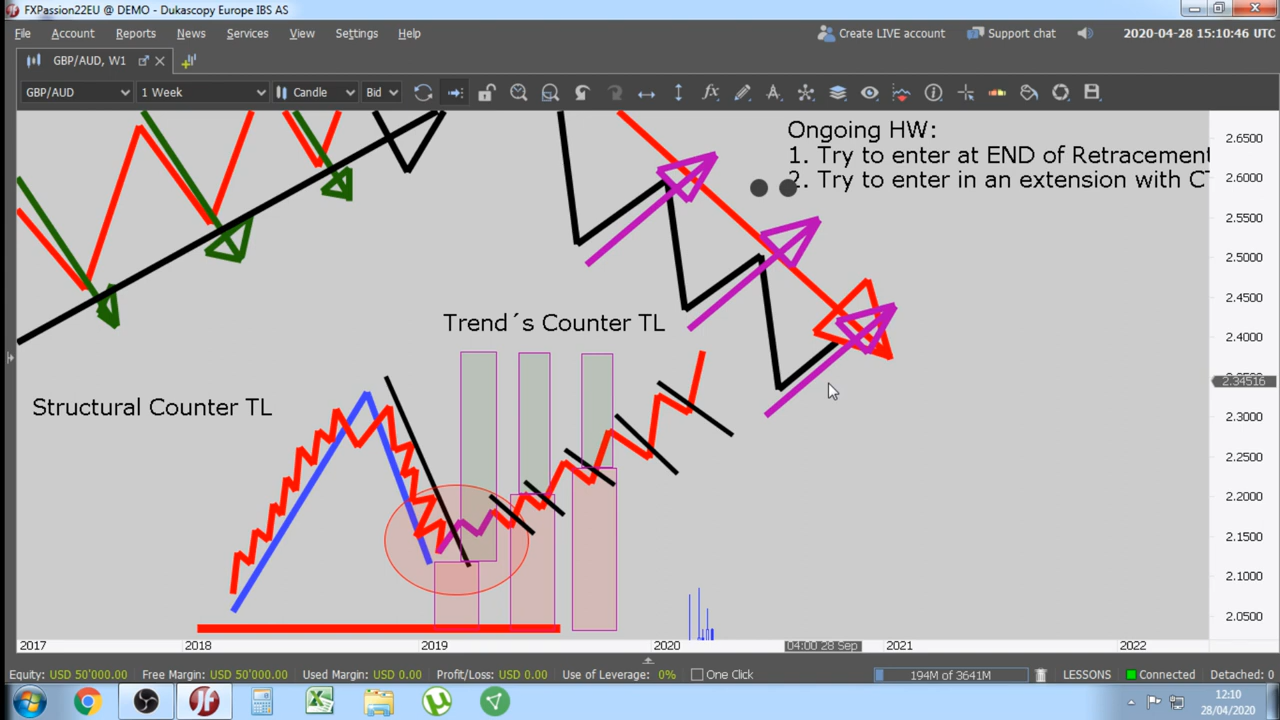 FXPassion22EU @ DEMO - Dukascopy Europe IBS AS
File Account Reports News Services View Settings Help
Create LIVE account Support chat 2020-04-28 15:10:46 UTC
GBP/AUD, W1
GBP/AUD 1 Week Candle Bid
Ongoing HW:
1. Try to enter at END of Retracement
2. Try to enter in an extension with CT
2.6500
2.6000
2.5500
2.5000
2.4500
2.4000
2.34516
2.3000
2.2500
2.2000
2.1500
2.1000
2.0500
Trend´s Counter TL
Structural Counter TL
2017 2018 2019 2020 04:00 28 Sep 2021 2022
Equity: USD 50'000.00 Free Margin: USD 50'000.00 Used Margin: USD 0.00 Profit/Loss: USD 0.00 Use of Leverage: 0% One Click 194M of 3641M LESSONS Connected Detached: 0
12:10
28/04/2020